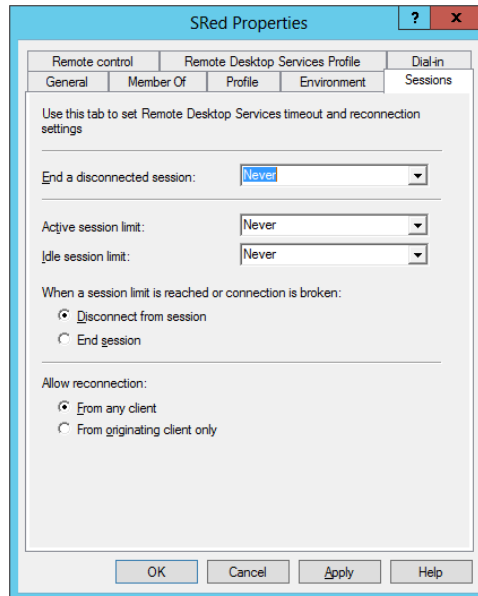 SRed Properties
? x
Remote control Remote Desktop Services Profile Dial-in
General Member Of Profile Environment Sessions
Use this tab to set Remote Desktop Services timeout and reconnection
settings
End a disconnected session: Never
Active session limit: Never
Idle session limit: Never
When a session limit is reached or connection is broken:
Disconnect from session
End session
Allow reconnection:
From any client
From originating client only
OK Cancel Apply Help